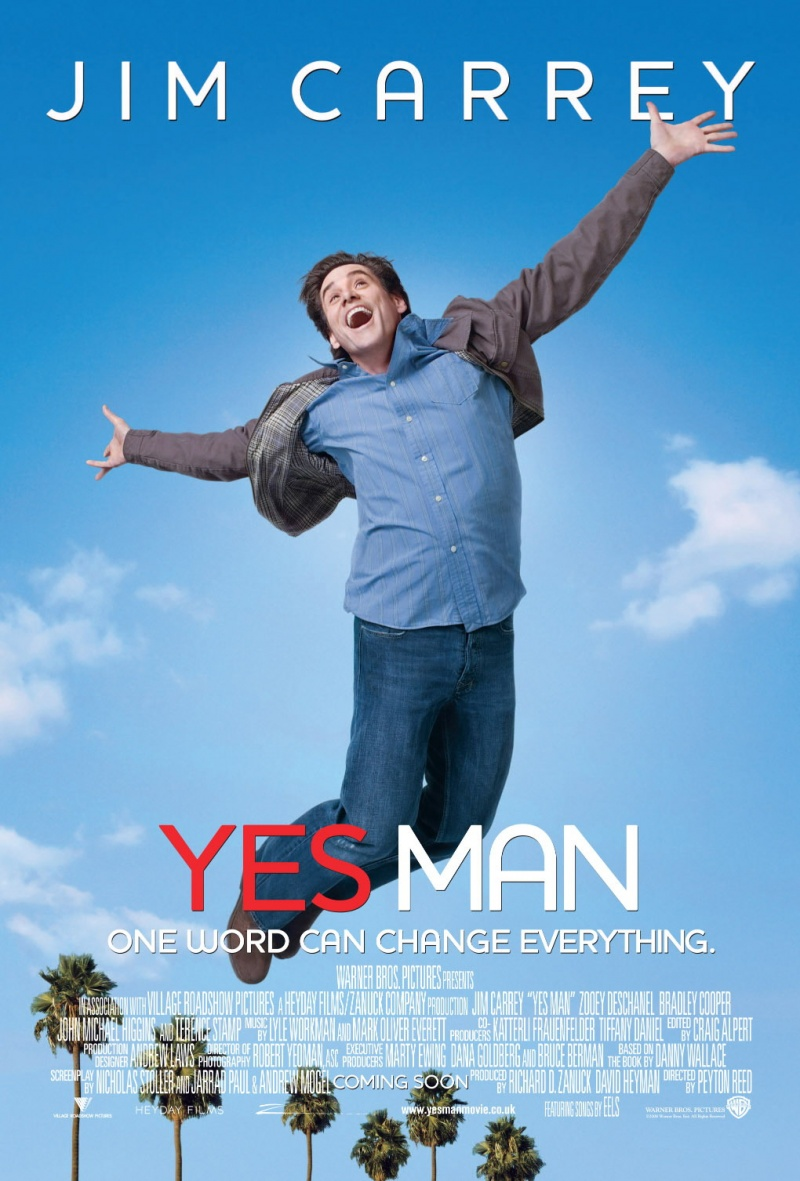 JIM CARREY
YES MAN
ONE WORD CAN CHANGE EVERYTHING.
WARNER BROS. PICTURES PRESENTS
IN ASSOCIATION WITH VILLAGE ROADSHOW PICTURES A HEYDAY FILMS/ZANUCK COMPANY PRODUCTION JIM CARREY "YES MAN" ZOOEY DESCHANEL BRADLEY COOPER
JOHN MICHAEL HIGGINS AND TERENCE STAMP MUSIC BY LYLE WORKMAN AND MARK OLIVER EVERETT CO-PRODUCERS KATTERLI FRAUENFELDER TIFFANY DANIEL EDITED BY CRAIG ALPERT
PRODUCTION DESIGNER ANDREW LAWS DIRECTOR OF PHOTOGRAPHY ROBERT YEOMAN, ASC EXECUTIVE PRODUCERS MARTY EWING DANA GOLDBERG AND BRUCE BERMAN BASED ON THE BOOK BY DANNY WALLACE
SCREENPLAY BY NICHOLAS STOLLER AND JARRAD PAUL & ANDREW MOGEL COMING SOON PRODUCED BY RICHARD D. ZANUCK DAVID HEYMAN DIRECTED BY PEYTON REED
VILLAGE ROADSHOW PICTURES HEYDAY FILMS www.yesmanmovie.co.uk FEATURING SONGS BY EELS WARNER BROS. PICTURES